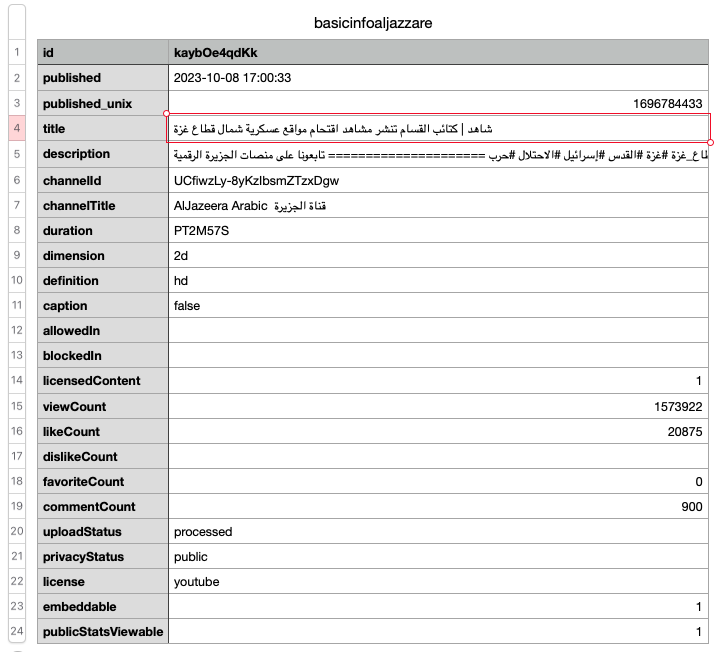 basicinfoaljazzare
1 id kaybOe4qdKk
2 published 2023-10-08 17:00:33
3 published_unix 1696784433
4 title شاهد | كتائب القسام تنشر مشاهد اقتحام مواقع عسكرية شمال قطاع غزة
5 description طاع_غزة #غزة #القدس #إسرائيل #الاحتلال #حرب ===================== تابعونا على منصات الجزيرة الرقمية
6 channelId UCfiwzLy-8yKzIbsmZTzxDgw
7 channelTitle AlJazeera Arabic قناة الجزيرة
8 duration PT2M57S
9 dimension 2d
10 definition hd
11 caption false
12 allowedIn
13 blockedIn
14 licensedContent 1
15 viewCount 1573922
16 likeCount 20875
17 dislikeCount
18 favoriteCount 0
19 commentCount 900
20 uploadStatus processed
21 privacyStatus public
22 license youtube
23 embeddable 1
24 publicStatsViewable 1